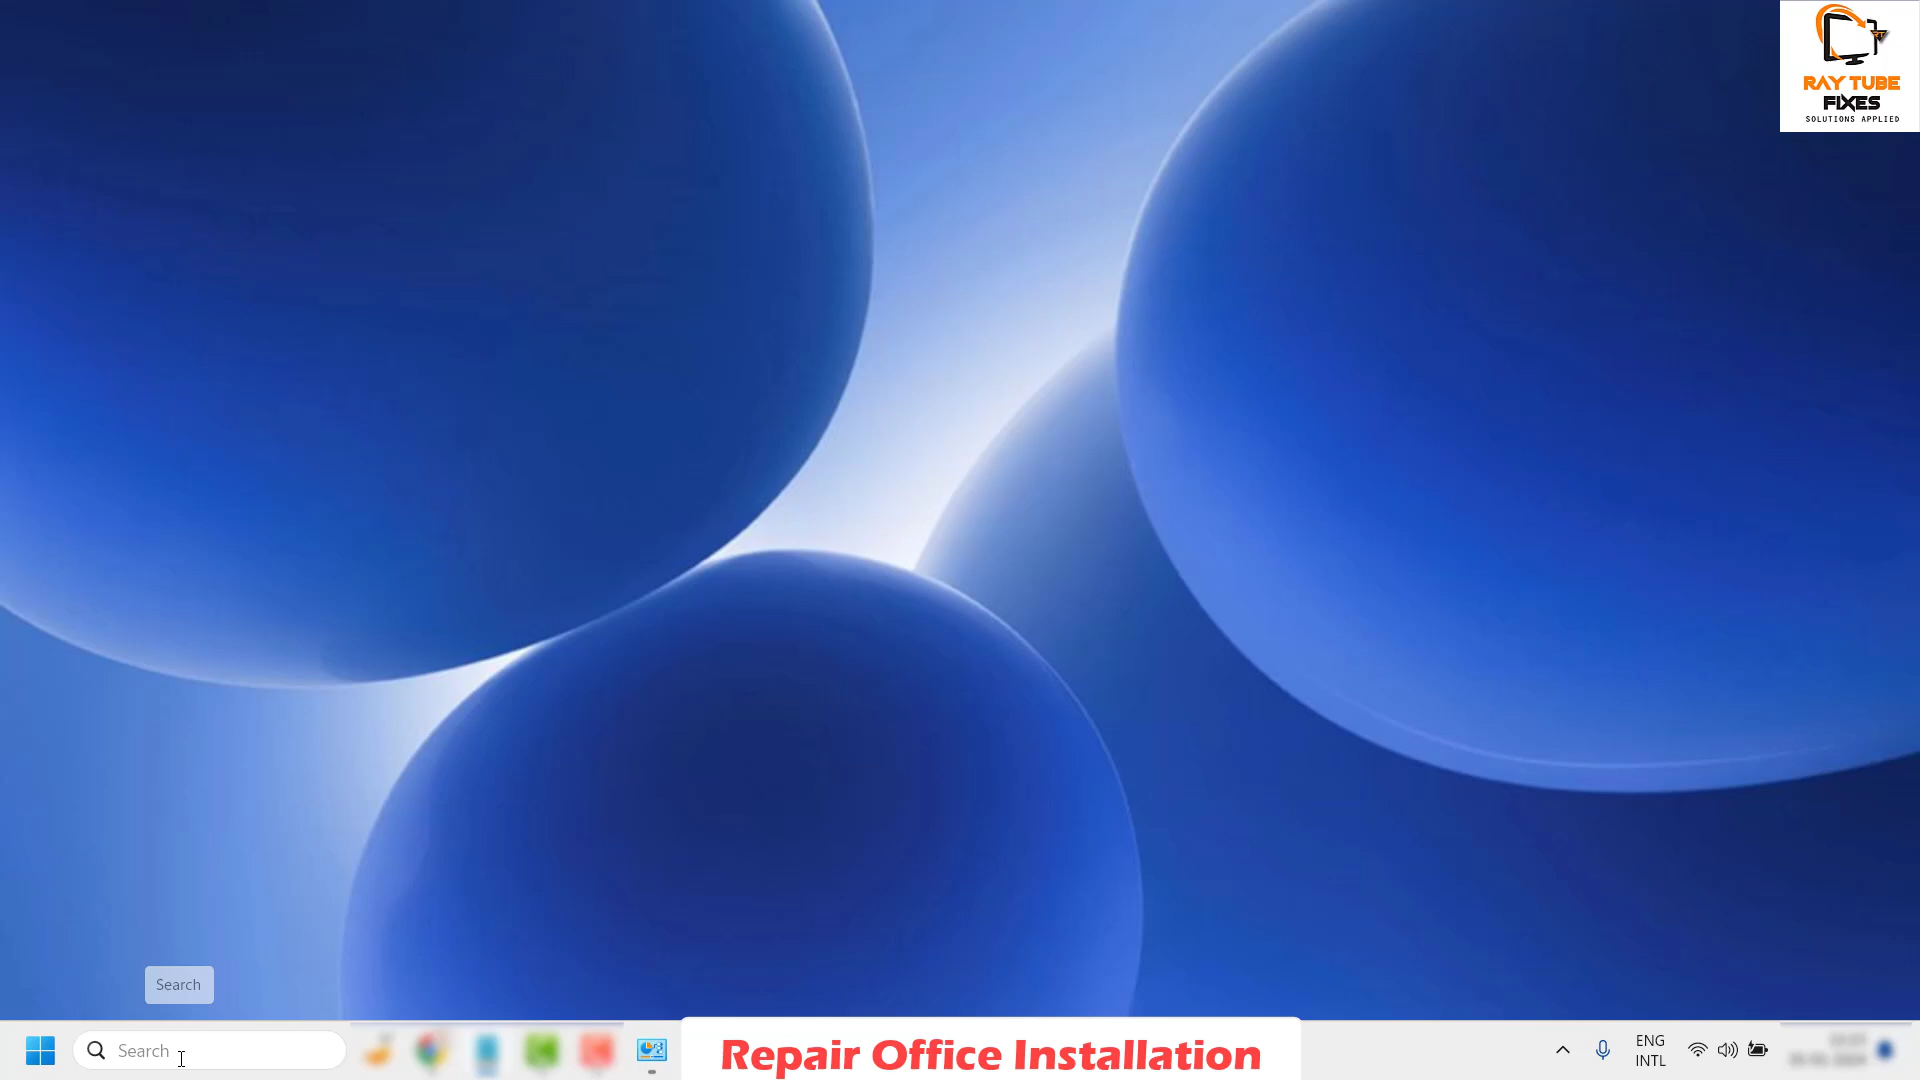 RAY TUBE
FIXES
SOLUTIONS APPLIED
Search
Search
Repair Office Installation
ENG
INTL